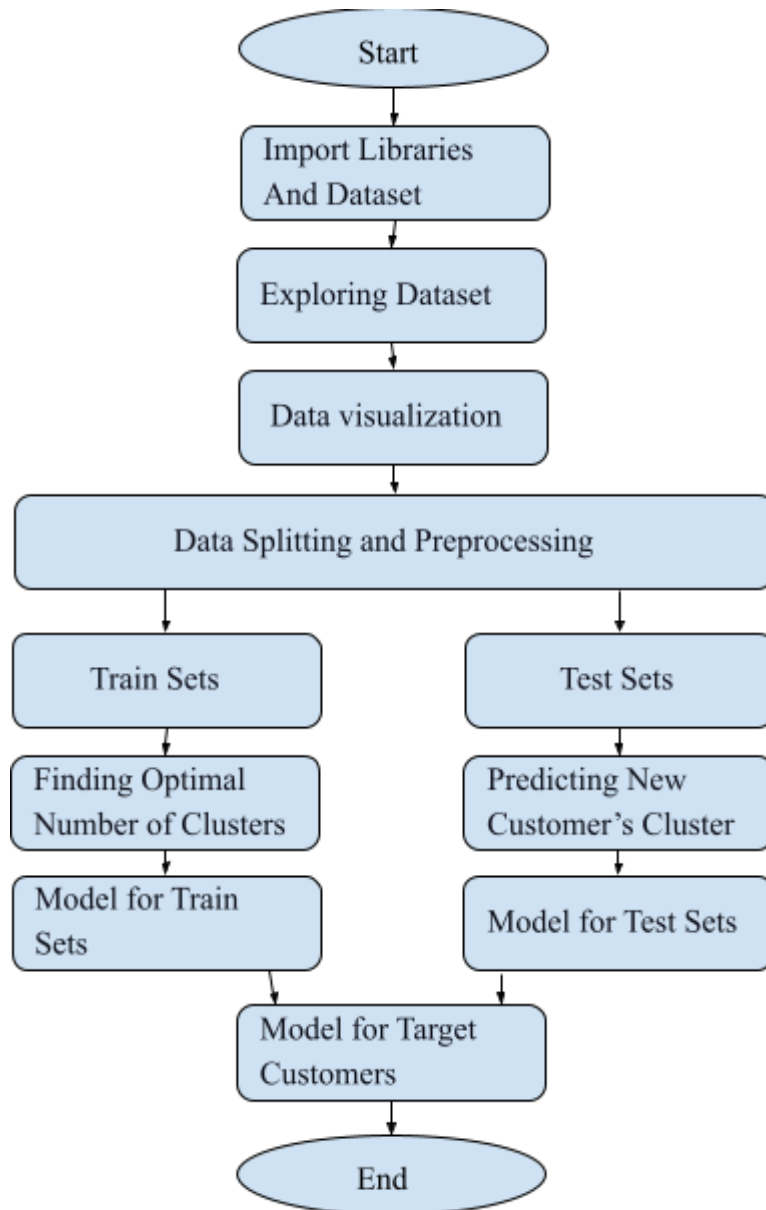 Start
Import Libraries
And Dataset
Exploring Dataset
Data visualization
Data Splitting and Preprocessing
Train Sets
Test Sets
Finding Optimal
Number of Clusters
Predicting New
Customer’s Cluster
Model for Train
Sets
Model for Test Sets
Model for Target
Customers
End